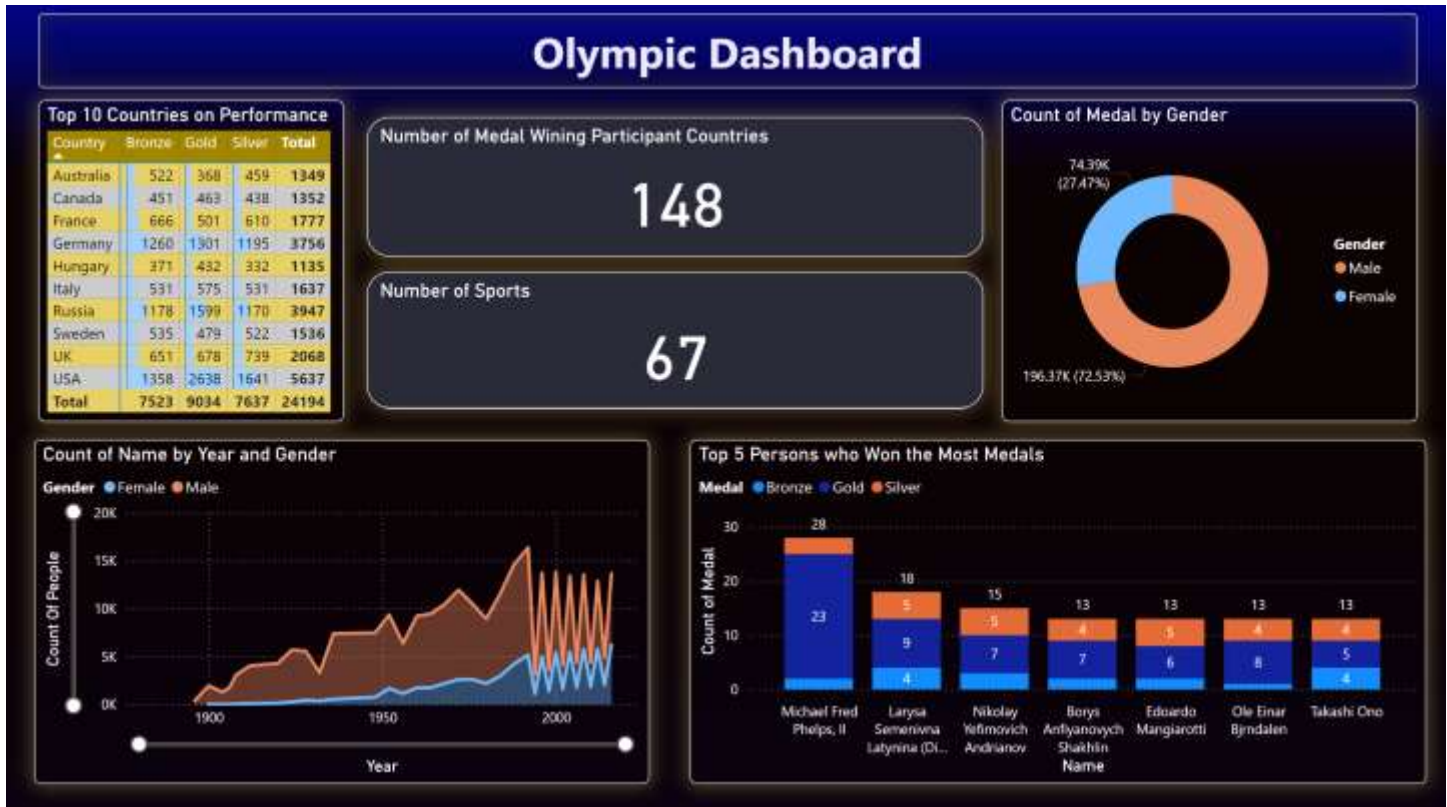 Olympic Dashboard
Top 10 Countries on Performance
Country Bronze Gold Silver Total
Australia 522 368 459 1349
Canada 451 463 438 1352
France 666 501 610 1777
Germany 1260 1301 1195 3756
Hungary 371 432 332 1135
Italy 531 575 531 1637
Russia 1178 1599 1170 3947
Sweden 535 479 522 1536
UK 651 678 739 2068
USA 1358 2638 1641 5637
Total 7523 9034 7637 24194
Number of Medal Wining Participant Countries
148
Number of Sports
67
Count of Medal by Gender
74.39K
(27.47%)
196.37K (72.53%)
Gender
Male
Female
Count of Name by Year and Gender
Gender Female Male
Count Of People
20K
15K
10K
5K
0K
1900 1950 2000
Year
Top 5 Persons who Won the Most Medals
Medal Bronze Gold Silver
Count of Medal
30
20
10
0
28
23
18
5
9
4
15
5
7
13
4
7
13
5
6
13
4
8
13
4
5
4
Michael Fred
Phelps, II
Larysa
Semenivna
Latynina (Di...
Nikolay
Yefimovich
Andrianov
Borys
Anfiyanovych
Shakhlin
Edoardo
Mangiarotti
Ole Einar
Bjrndalen
Takashi Ono
Name